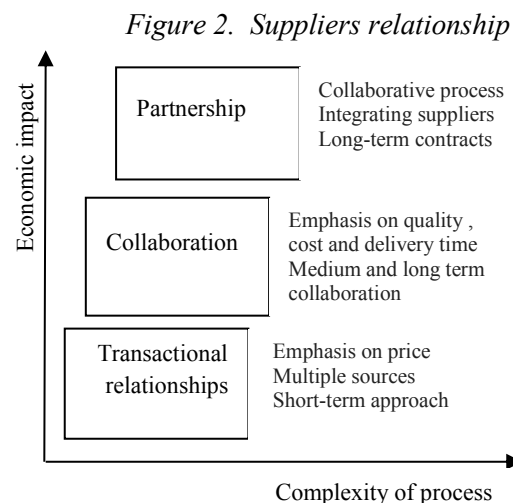 Figure 2. Suppliers relationship
Economic impact
Partnership
Collaborative process
Integrating suppliers
Long-term contracts
Collaboration
Emphasis on quality ,
cost and delivery time
Medium and long term
collaboration
Transactional
relationships
Emphasis on price
Multiple sources
Short-term approach
Complexity of process